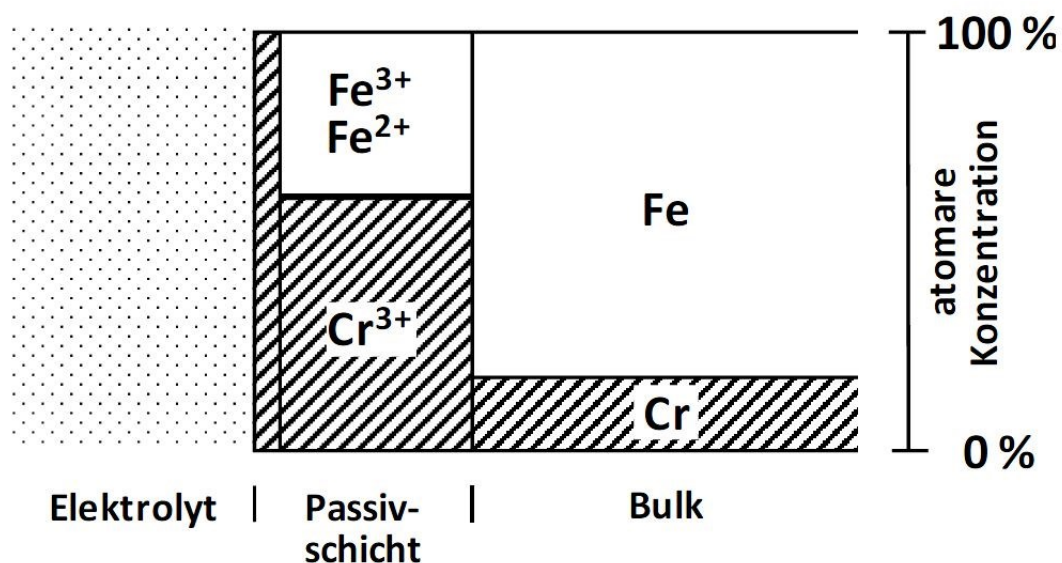 100 %
Fe³⁺
Fe²⁺
Fe
atomare
Konzentration
Cr³⁺
Cr
0 %
Elektrolyt | Passiv- | Bulk
schicht